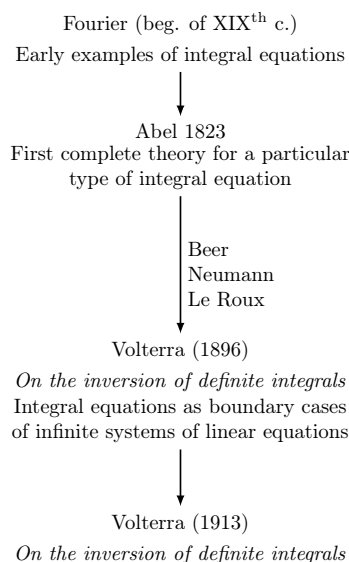 Fourier (beg. of XIXth c.)
Early examples of integral equations
Abel 1823
First complete theory for a particular
type of integral equation
Beer
Neumann
Le Roux
Volterra (1896)
On the inversion of definite integrals
Integral equations as boundary cases
of infinite systems of linear equations
Volterra (1913)
On the inversion of definite integrals